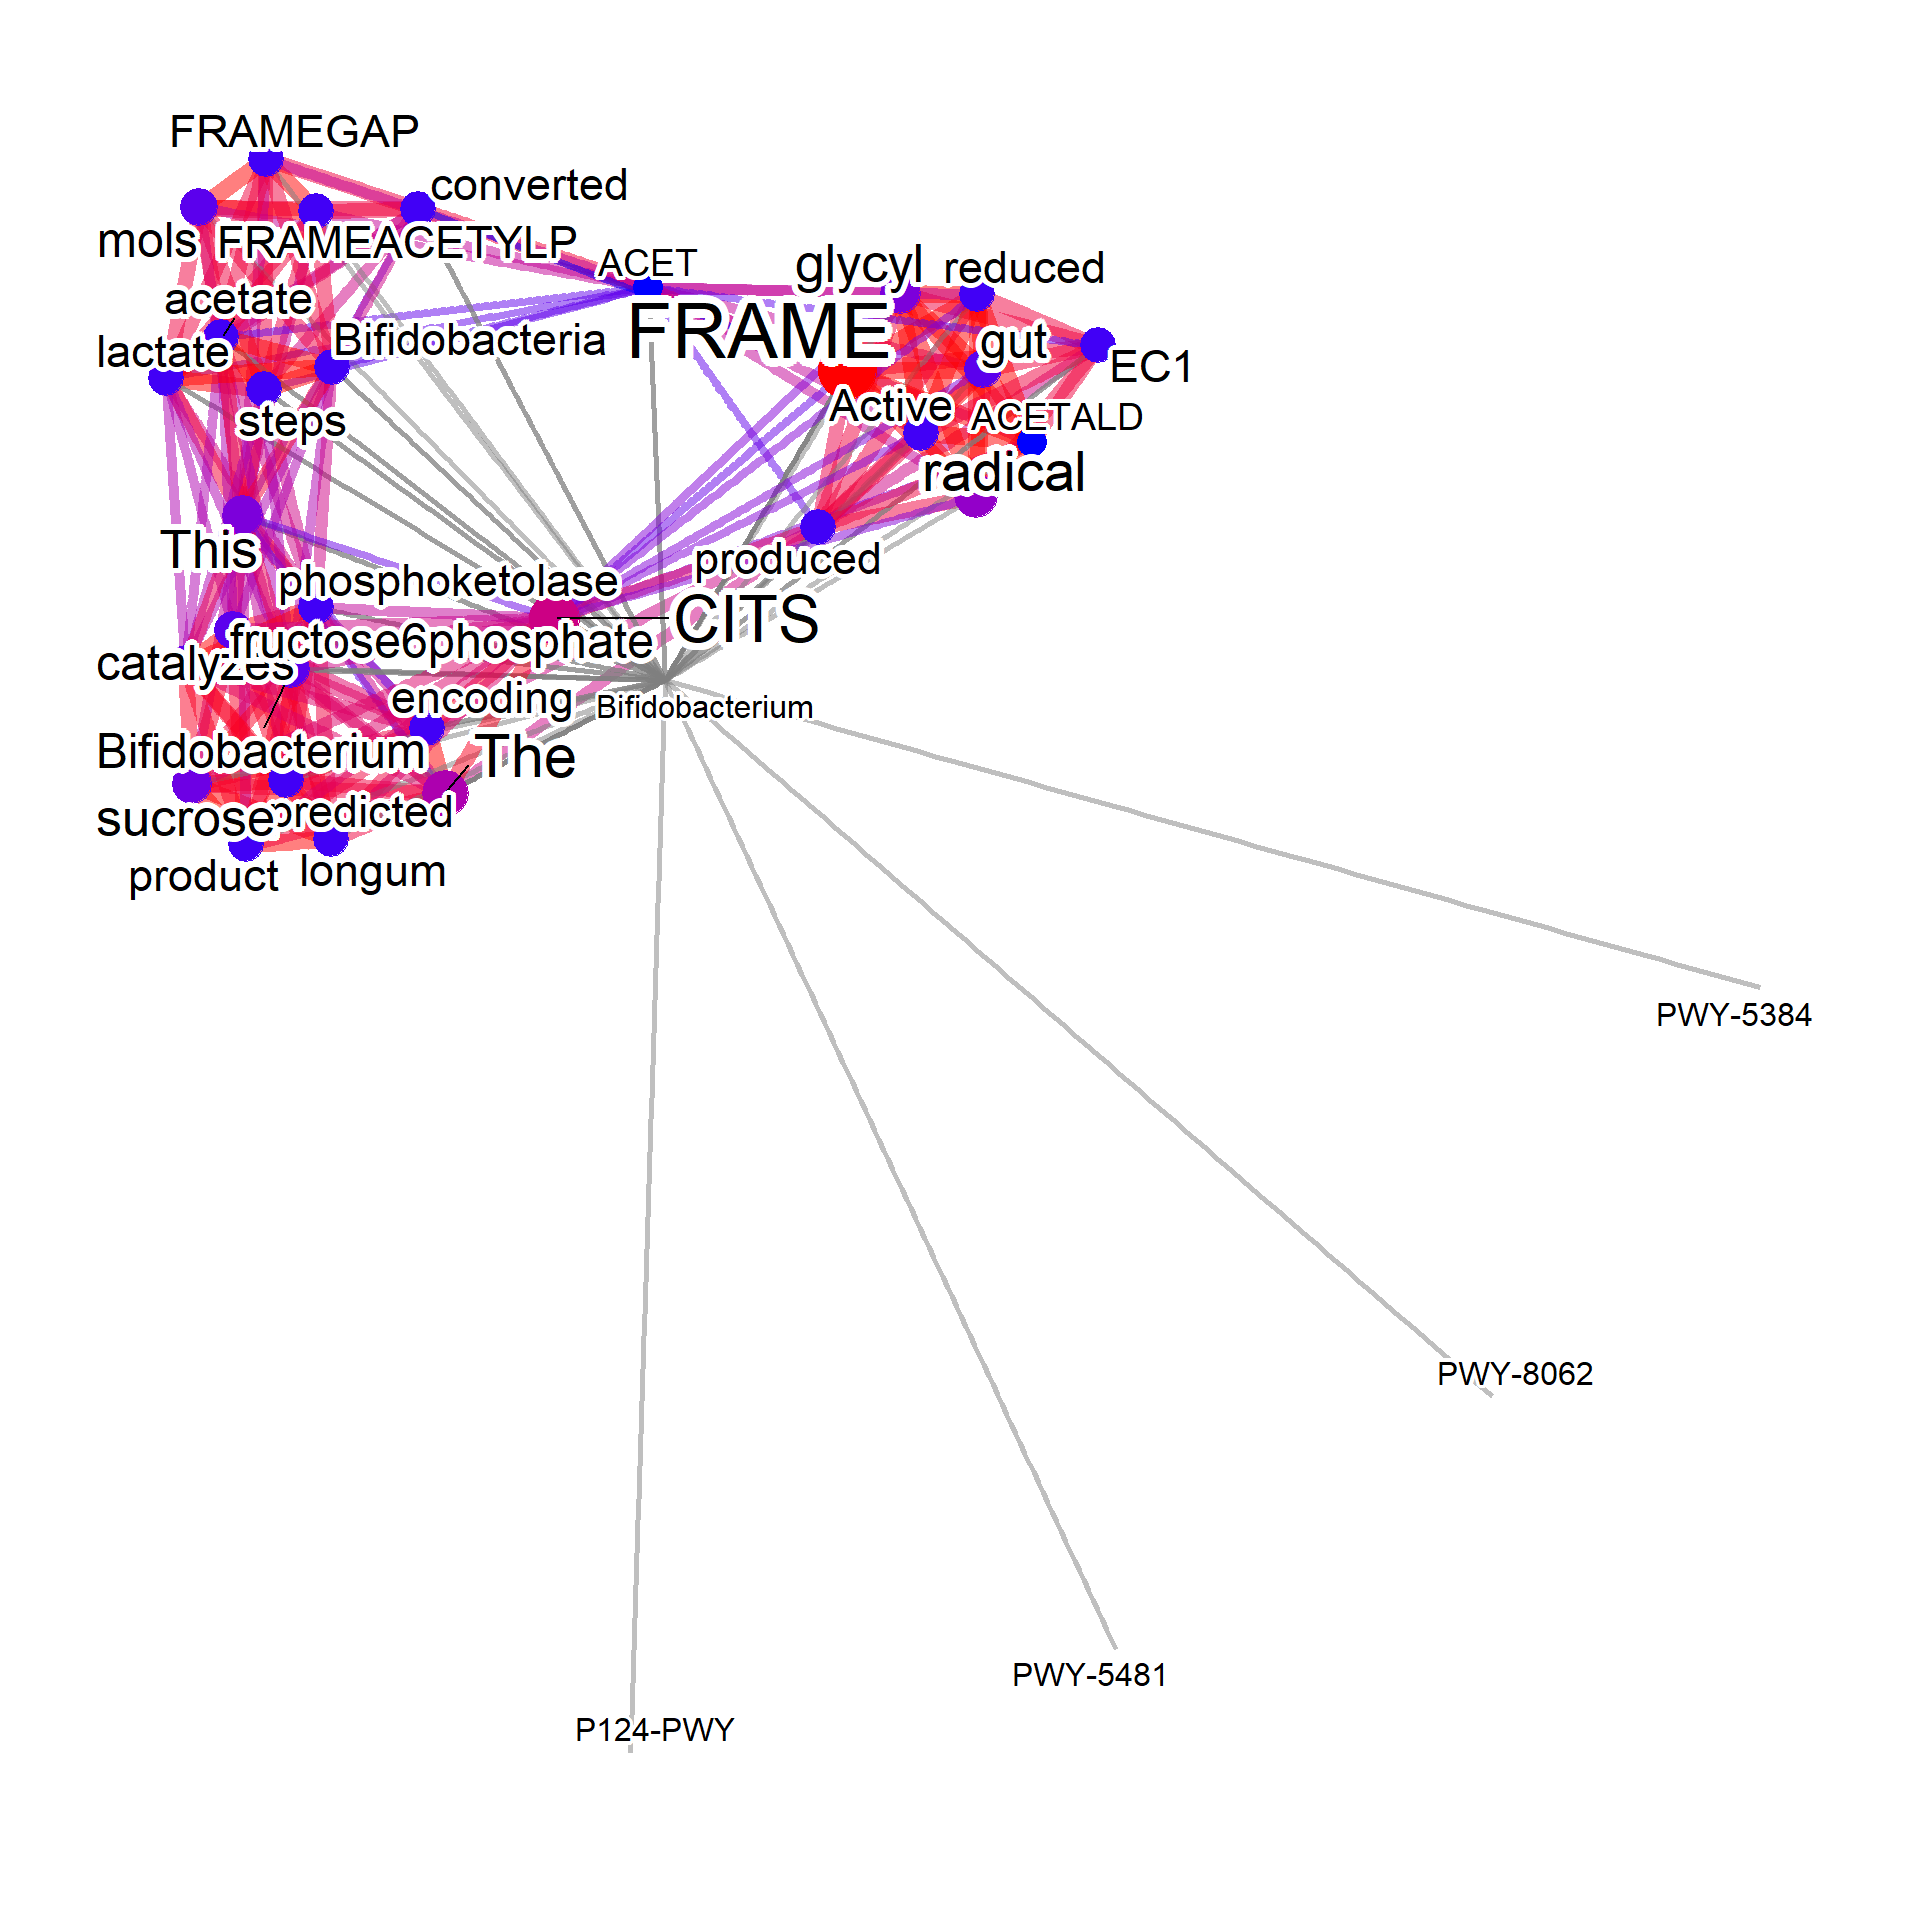 FRAMEGAP
converted
mols
FRAMEACETYLP
ACET
glycyl
reduced
acetate
lactate
Bifidobacteria
FRAME
gut
EC1
steps
Active
ACETALD
radical
This
produced
phosphoketolase
CITS
fructose6phosphate
catalyzes
encoding
Bifidobacterium
Bifidobacterium
The
sucrose
predicted
product
longum
PWY-5384
PWY-8062
PWY-5481
P124-PWY